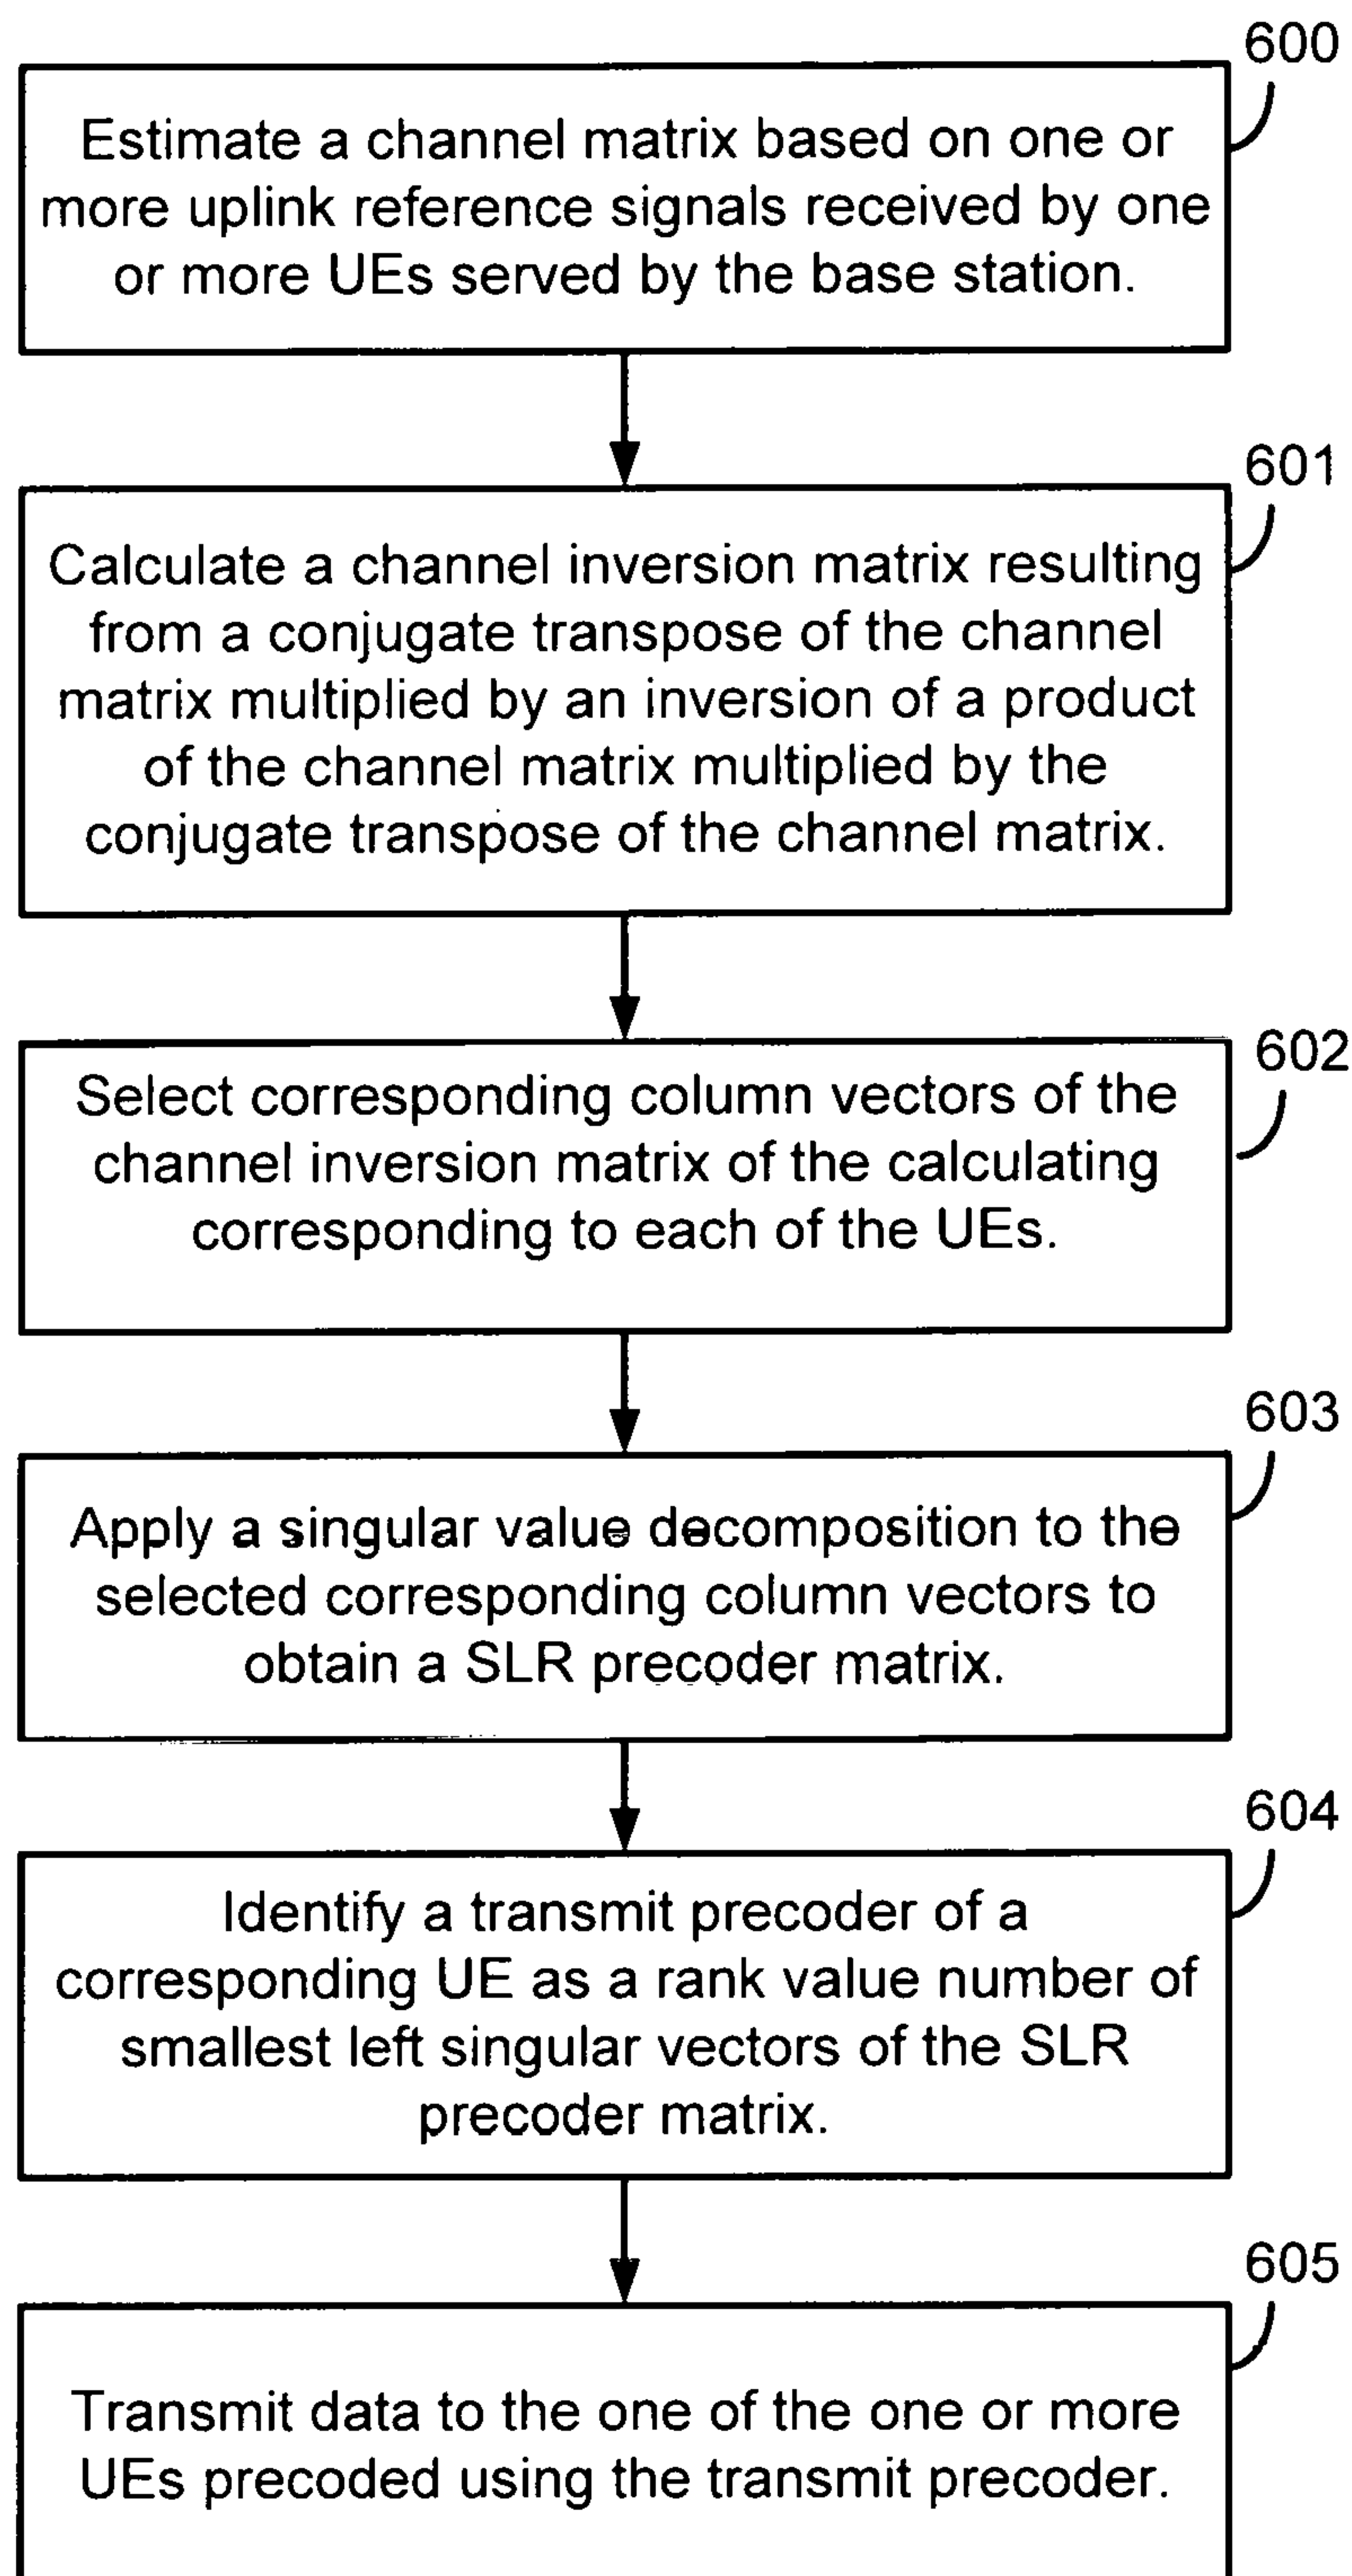 600
Estimate a channel matrix based on one or
more uplink reference signals received by one
or more UEs served by the base station.
601
Calculate a channel inversion matrix resulting
from a conjugate transpose of the channel
matrix multiplied by an inversion of a product
of the channel matrix multiplied by the
conjugate transpose of the channel matrix.
602
Select corresponding column vectors of the
channel inversion matrix of the calculating
corresponding to each of the UEs.
603
Apply a singular value decomposition to the
selected corresponding column vectors to
obtain a SLR precoder matrix.
604
Identify a transmit precoder of a
corresponding UE as a rank value number of
smallest left singular vectors of the SLR
precoder matrix.
605
Transmit data to the one of the one or more
UEs precoded using the transmit precoder.